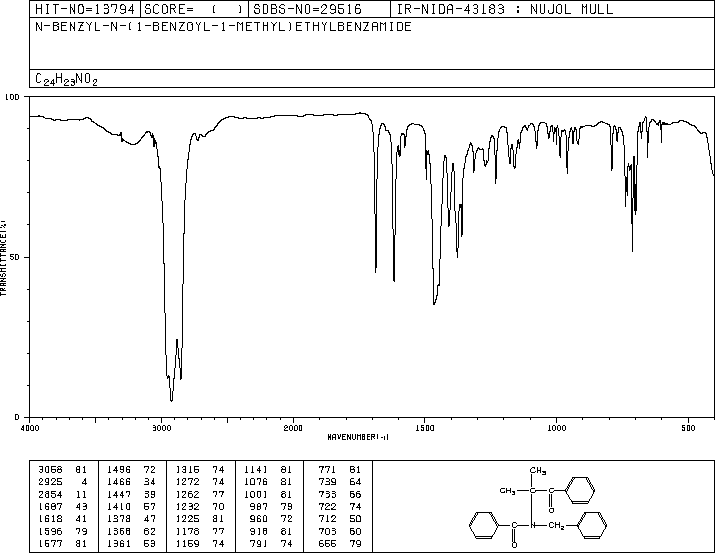 HIT-NO=13794 SCORE= ( ) SDBS-NO=29516 IR-NIDA-43183 : NUJOL MULL
N-BENZYL-N-(1-BENZOYL-1-METHYL)ETHYLBENZAMIDE
C24H23NO2
100
50
0
TRANSMITTANCE(%)
4000 3000 2000 1500 1000 500
WAVENUMBER(-1)
3068 81 1496 72 1315 74 1141 81 771 81
2925 4 1466 34 1272 74 1076 81 739 64
2854 11 1447 39 1262 77 1001 81 733 66
1687 43 1410 57 1232 70 987 79 722 74
1618 41 1378 47 1225 81 960 72 712 50
1596 79 1368 62 1178 77 918 81 703 60
1577 81 1361 53 1159 74 791 74 655 79
CH3
CH3 C C
O
C N CH2
O